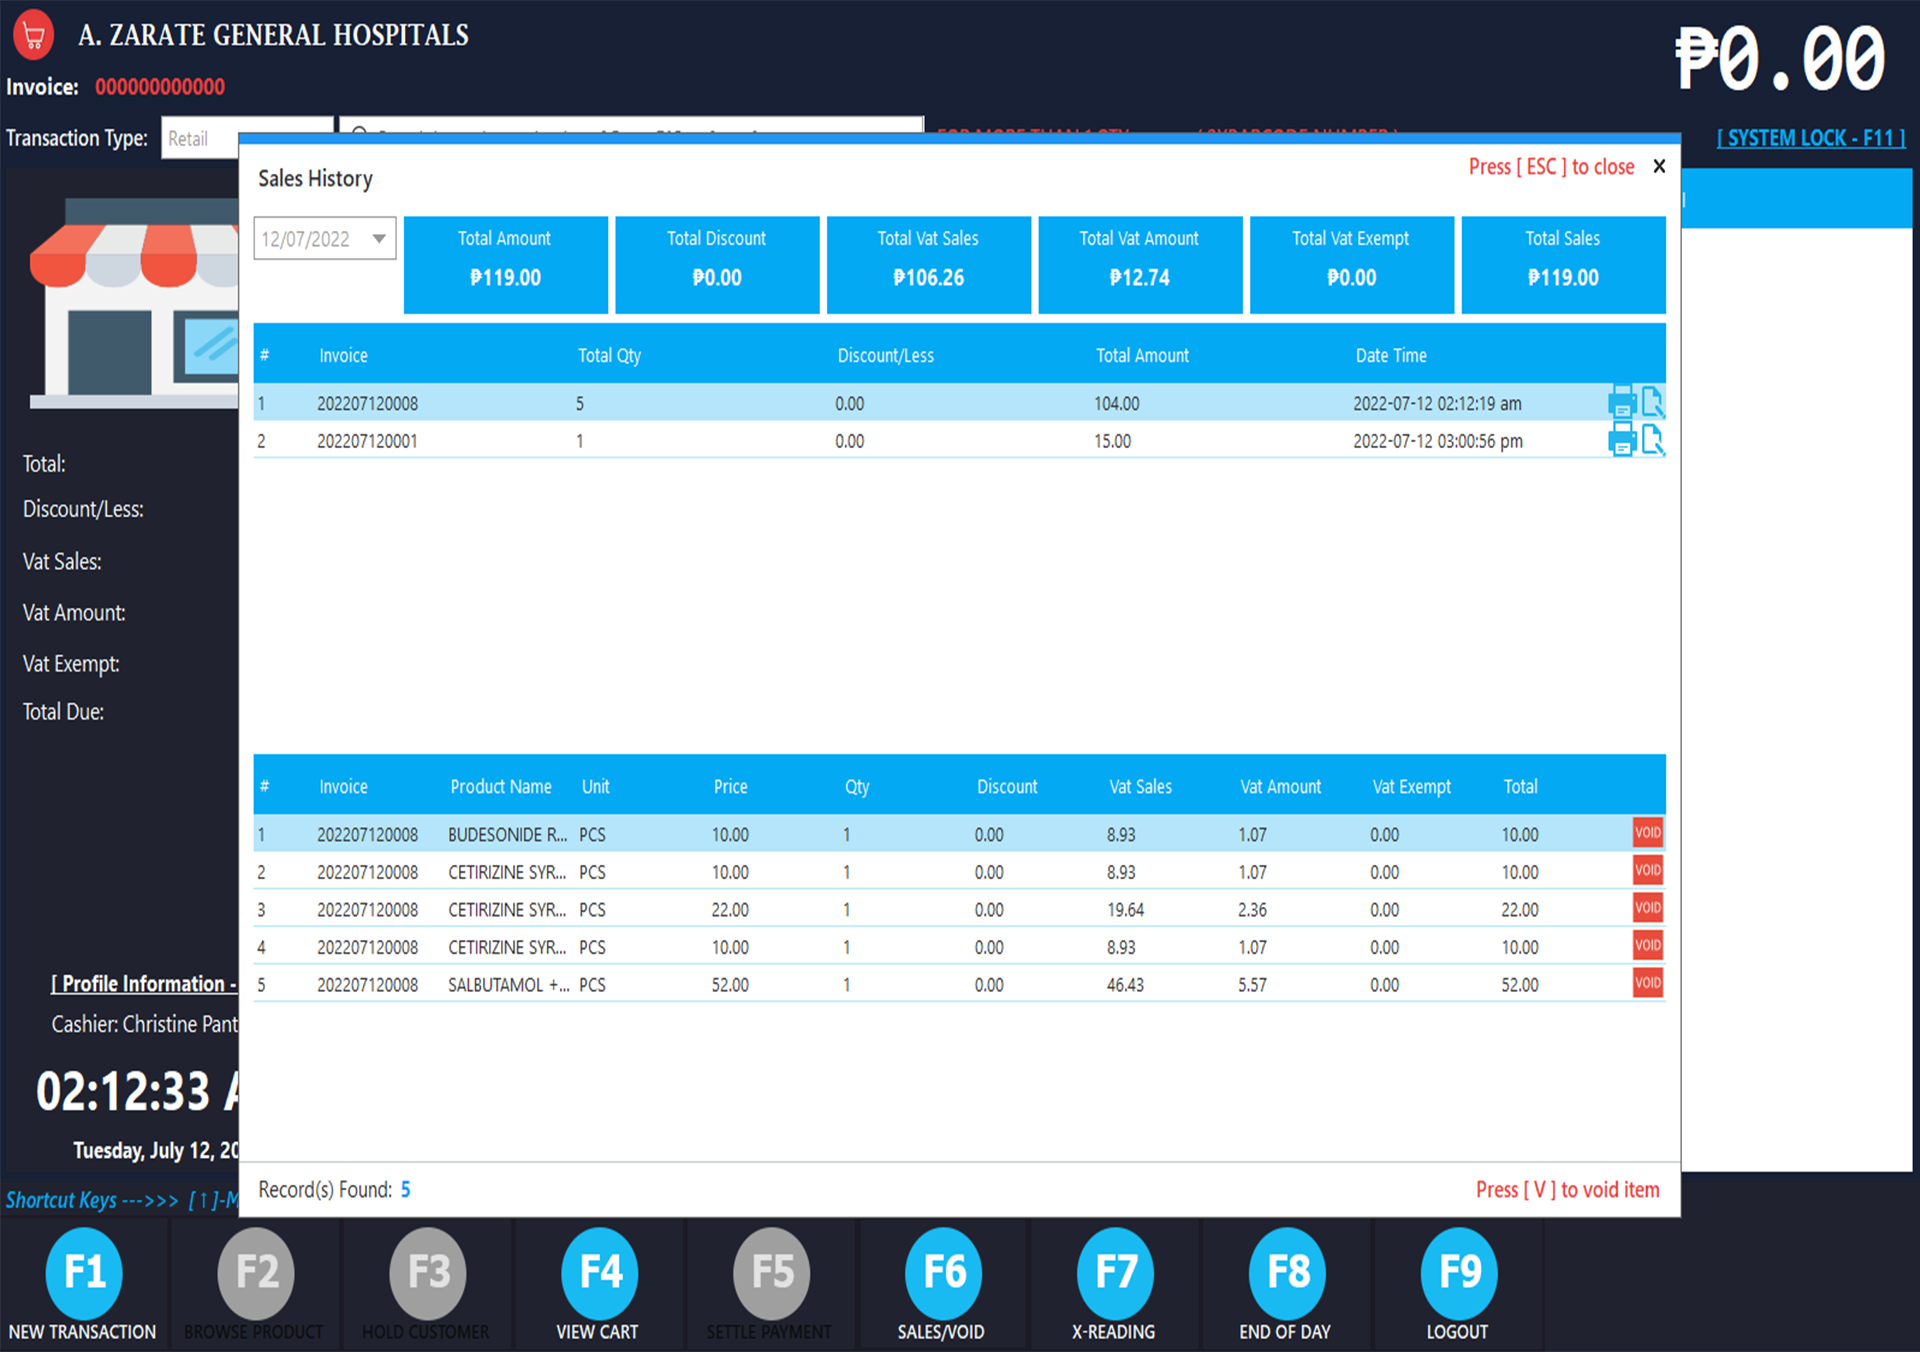 A. ZARATE GENERAL HOSPITALS
₱0.00
Invoice: 000000000000
Transaction Type: Retail
[ SYSTEM LOCK - F11 ]
Sales History
Press [ ESC ] to close X
12/07/2022
Total Amount Total Discount Total Vat Sales Total Vat Amount Total Vat Exempt Total Sales
₱119.00 ₱0.00 ₱106.26 ₱12.74 ₱0.00 ₱119.00
# Invoice Total Qty Discount/Less Total Amount Date Time
1 202207120008 5 0.00 104.00 2022-07-12 02:12:19 am
2 202207120001 1 0.00 15.00 2022-07-12 03:00:56 pm
Total:
Discount/Less:
Vat Sales:
Vat Amount:
Vat Exempt:
Total Due:
# Invoice Product Name Unit Price Qty Discount Vat Sales Vat Amount Vat Exempt Total
1 202207120008 BUDESONIDE R... PCS 10.00 1 0.00 8.93 1.07 0.00 10.00 VOID
2 202207120008 CETIRIZINE SYR... PCS 10.00 1 0.00 8.93 1.07 0.00 10.00 VOID
3 202207120008 CETIRIZINE SYR... PCS 22.00 1 0.00 19.64 2.36 0.00 22.00 VOID
4 202207120008 CETIRIZINE SYR... PCS 10.00 1 0.00 8.93 1.07 0.00 10.00 VOID
5 202207120008 SALBUTAMOL +... PCS 52.00 1 0.00 46.43 5.57 0.00 52.00 VOID
[ Profile Information -
Cashier: Christine Pant
02:12:33 A
Tuesday, July 12, 20
Record(s) Found: 5
Press [ V ] to void item
Shortcut Keys --->>> [ ↑ ]-M
F1 F2 F3 F4 F5 F6 F7 F8 F9
NEW TRANSACTION BROWSE PRODUCT HOLD CUSTOMER VIEW CART SETTLE PAYMENT SALES/VOID X-READING END OF DAY LOGOUT